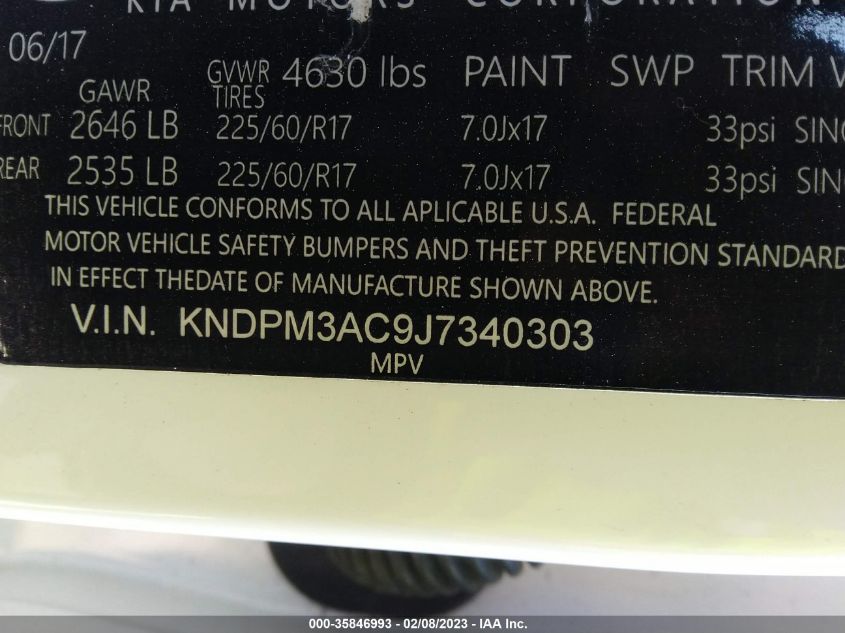 KIA MOTORS CORPORATION
06/17
GVWR 4630 lbs PAINT SWP TRIM
GAWR TIRES
FRONT 2646 LB 225/60/R17 7.0Jx17 33psi
REAR 2535 LB 225/60/R17 7.0Jx17 33psi
THIS VEHICLE CONFORMS TO ALL APLICABLE U.S.A. FEDERAL
MOTOR VEHICLE SAFETY BUMPERS AND THEFT PREVENTION STANDARD
IN EFFECT THEDATE OF MANUFACTURE SHOWN ABOVE.
V.I.N. KNDPM3AC9J7340303
MPV
000-35846993 - 02/08/2023 - IAA Inc.